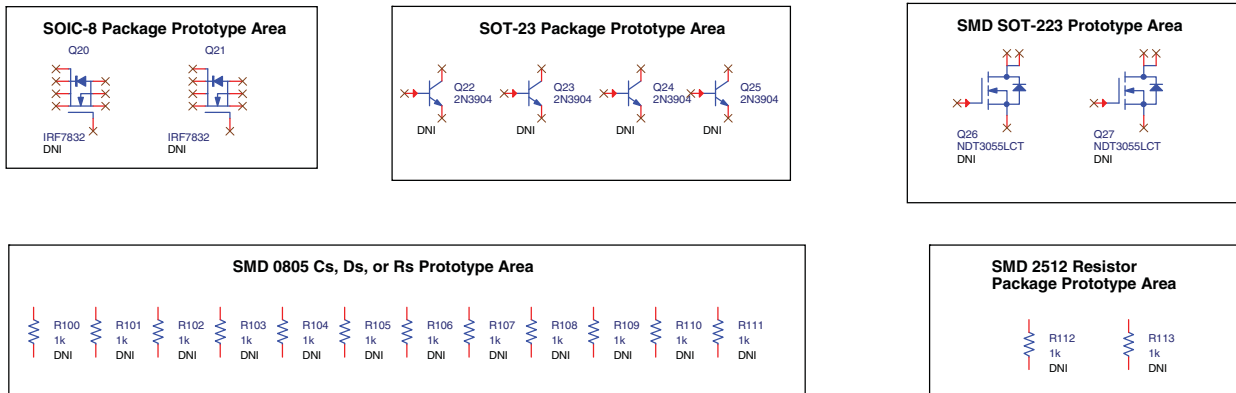 SOIC-8 Package Prototype Area
Q20
Q21
IRF7832
DNI
IRF7832
DNI
SOT-23 Package Prototype Area
Q22
2N3904
DNI
Q23
2N3904
DNI
Q24
2N3904
DNI
Q25
2N3904
DNI
SMD SOT-223 Prototype Area
Q26
NDT3055LCT
DNI
Q27
NDT3055LCT
DNI
SMD 0805 Cs, Ds, or Rs Prototype Area
R100
1k
DNI
R101
1k
DNI
R102
1k
DNI
R103
1k
DNI
R104
1k
DNI
R105
1k
DNI
R106
1k
DNI
R107
1k
DNI
R108
1k
DNI
R109
1k
DNI
R110
1k
DNI
R111
1k
DNI
SMD 2512 Resistor
Package Prototype Area
R112
1k
DNI
R113
1k
DNI